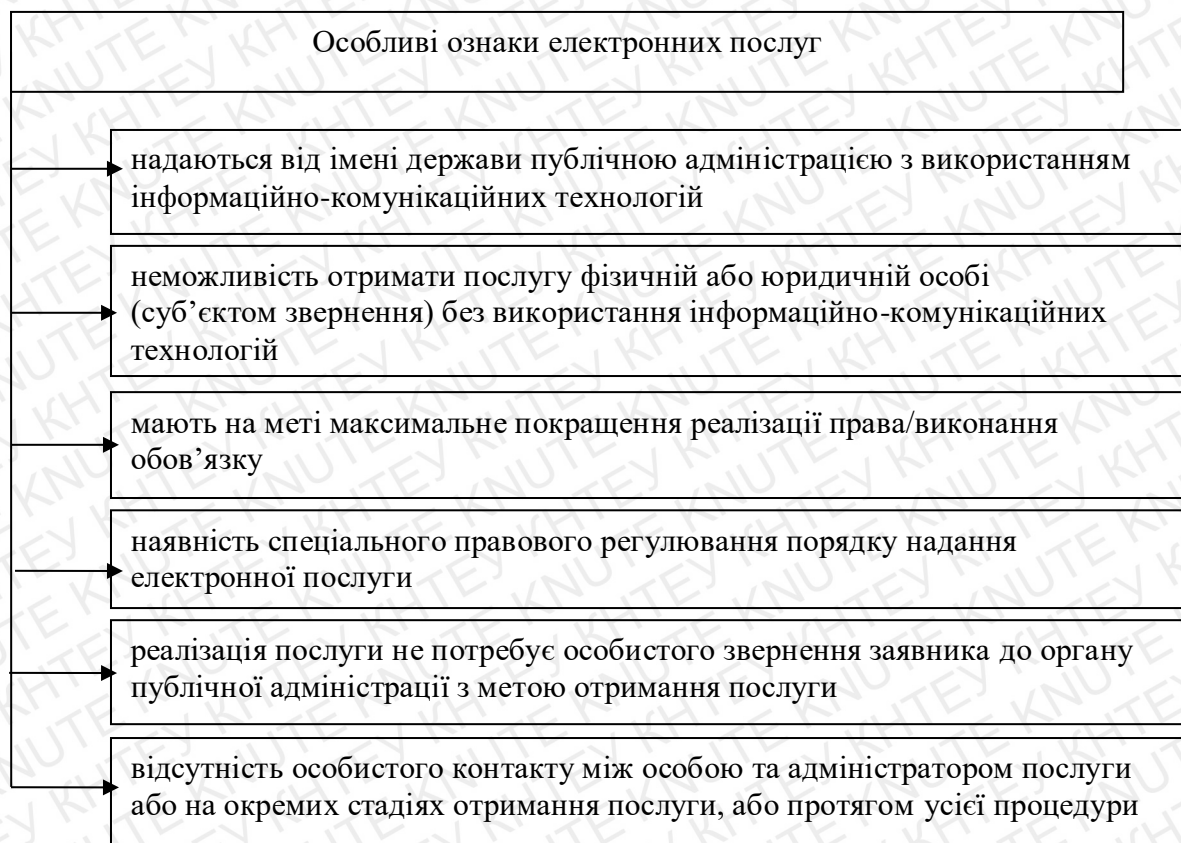 Особливі ознаки електронних послуг
надаються від імені держави публічною адміністрацією з використанням
інформаційно-комунікаційних технологій
неможливість отримати послугу фізичній або юридичній особі
(суб’єктом звернення) без використання інформаційно-комунікаційних
технологій
мають на меті максимальне покращення реалізації права/виконання
обов’язку
наявність спеціального правового регулювання порядку надання
електронної послуги
реалізація послуги не потребує особистого звернення заявника до органу
публічної адміністрації з метою отримання послуги
відсутність особистого контакту між особою та адміністратором послуги
або на окремих стадіях отримання послуги, або протягом усієї процедури